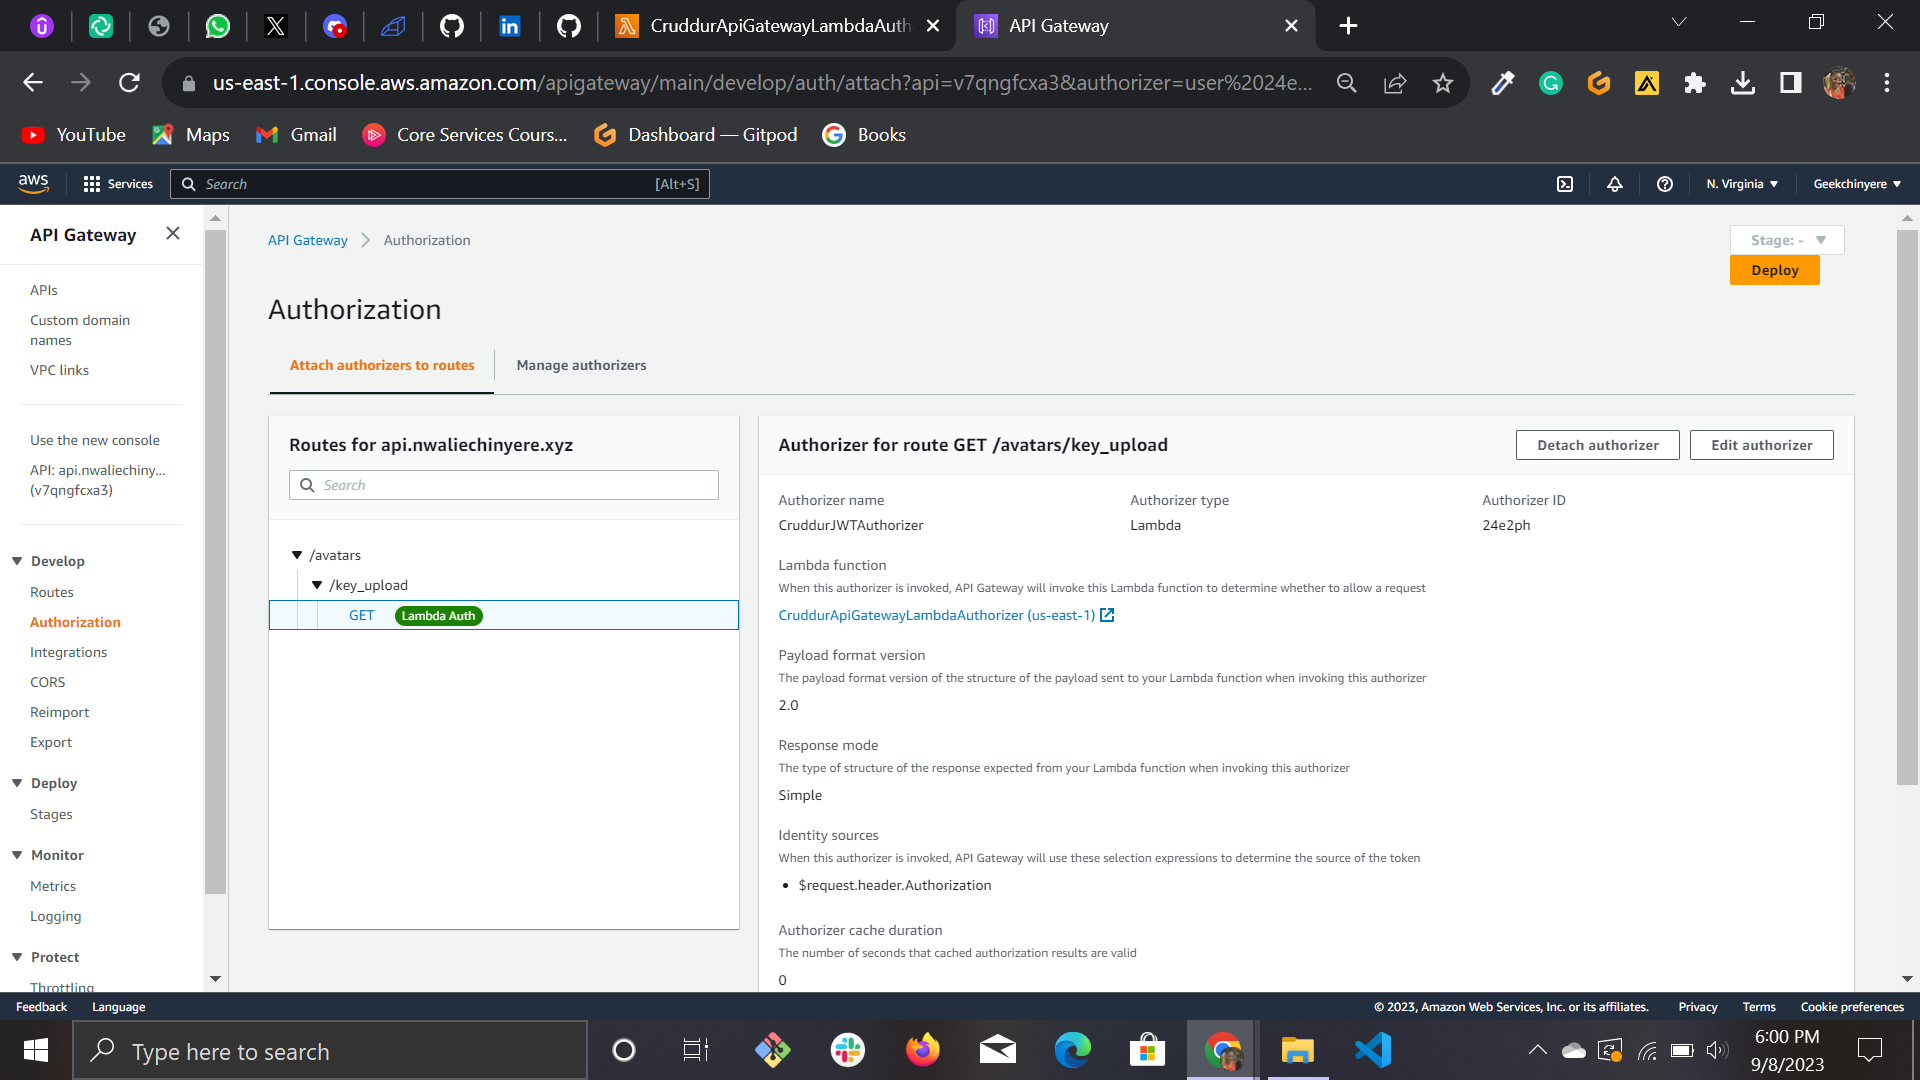 CruddurApiGatewayLambdaAuth
API Gateway
us-east-1.console.aws.amazon.com/apigateway/main/develop/auth/attach?api=v7qngfcxa3&authorizer=user%2024e...
YouTube
Maps
Gmail
Core Services Cours...
Dashboard — Gitpod
Books
aws
Services
Search
[Alt+S]
N. Virginia
Geekchinyere
API Gateway
APIs
Custom domain
names
VPC links
Use the new console
API: api.nwaliechiny...
(v7qngfcxa3)
Develop
Routes
Authorization
Integrations
CORS
Reimport
Export
Deploy
Stages
Monitor
Metrics
Logging
Protect
Throttling
API Gateway
Authorization
Stage: -
Deploy
Authorization
Attach authorizers to routes
Manage authorizers
Routes for api.nwaliechinyere.xyz
Search
/avatars
/key_upload
GET
Lambda Auth
Authorizer for route GET /avatars/key_upload
Detach authorizer
Edit authorizer
Authorizer name
CruddurJWTAuthorizer
Authorizer type
Lambda
Authorizer ID
24e2ph
Lambda function
When this authorizer is invoked, API Gateway will invoke this Lambda function to determine whether to allow a request
CruddurApiGatewayLambdaAuthorizer (us-east-1)
Payload format version
The payload format version of the structure of the payload sent to your Lambda function when invoking this authorizer
2.0
Response mode
The type of structure of the response expected from your Lambda function when invoking this authorizer
Simple
Identity sources
When this authorizer is invoked, API Gateway will use these selection expressions to determine the source of the token
• $request.header.Authorization
Authorizer cache duration
The number of seconds that cached authorization results are valid
0
Feedback
Language
© 2023, Amazon Web Services, Inc. or its affiliates.
Privacy
Terms
Cookie preferences
Type here to search
6:00 PM
9/8/2023